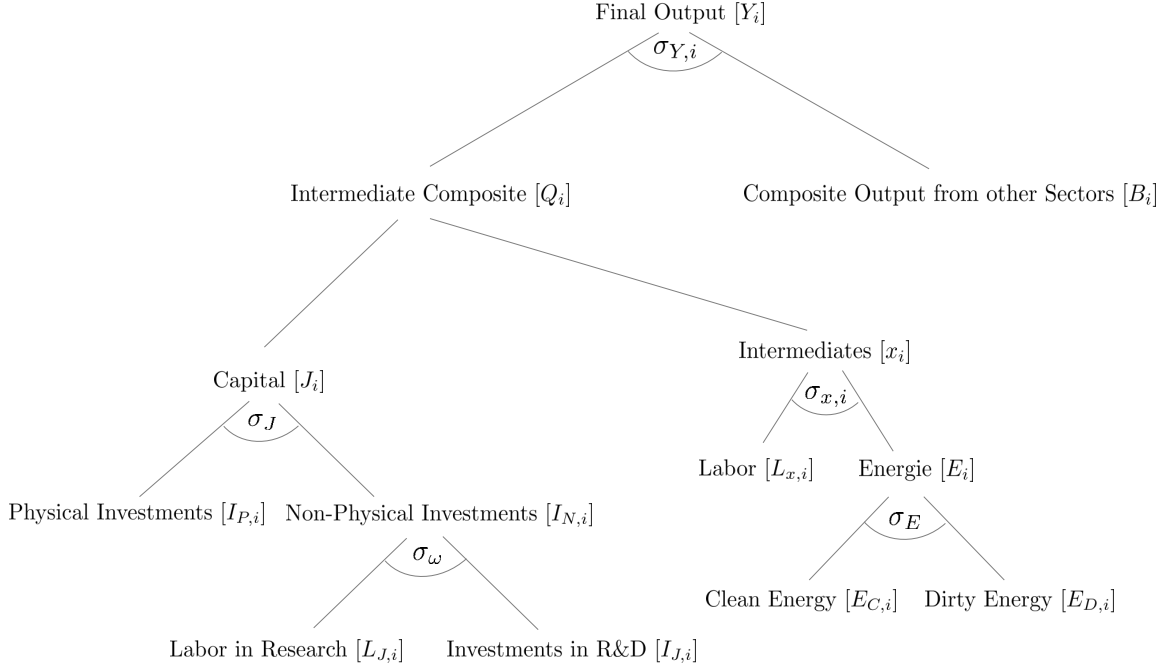 Final Output [Y_i]
σ_{Y,i}
Intermediate Composite [Q_i]
Composite Output from other Sectors [B_i]
Intermediates [x_i]
Capital [J_i]
σ_{x,i}
σ_J
Labor [L_{x,i}]
Energie [E_i]
Physical Investments [I_{P,i}]
Non-Physical Investments [I_{N,i}]
σ_E
σ_ω
Clean Energy [E_{C,i}]
Dirty Energy [E_{D,i}]
Labor in Research [L_{J,i}]
Investments in R&D [I_{J,i}]